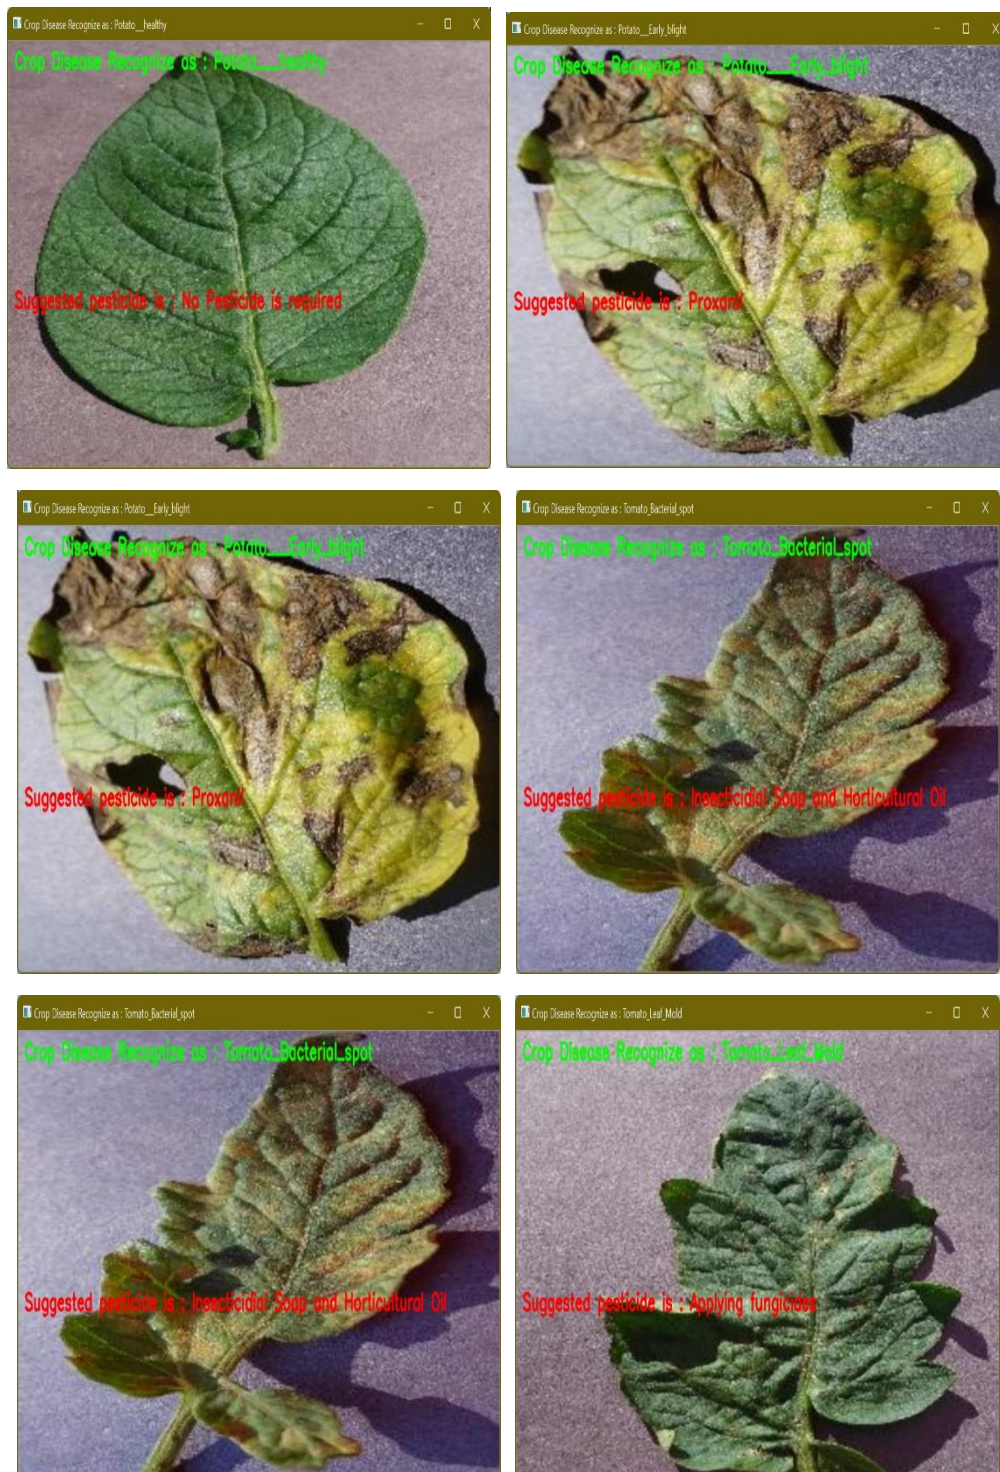 Crop Disease Recognize as : Potato__healthy
Crop Disease Recognize as : Potato___healthy
Suggested pesticide is : No Pesticide is required
Crop Disease Recognize as : Potato__Early_blight
Crop Disease Recognize as : Potato___Early_blight
Suggested pesticide is : Proxanil
Crop Disease Recognize as : Potato__Early_blight
Crop Disease Recognize as : Potato___Early_blight
Suggested pesticide is : Proxanil
Crop Disease Recognize as : Tomato_Bacterial_spot
Crop Disease Recognize as : Tomato_Bacterial_spot
Suggested pesticide is : Insecticidial Soap and Horticultural Oil
Crop Disease Recognize as : Tomato_Bacterial_spot
Crop Disease Recognize as : Tomato_Bacterial_spot
Suggested pesticide is : Insecticidial Soap and Horticultural Oil
Crop Disease Recognize as : Tomato_Leaf_Mold
Crop Disease Recognize as : Tomato_Leaf_Mold
Suggested pesticide is : Applying fungicides